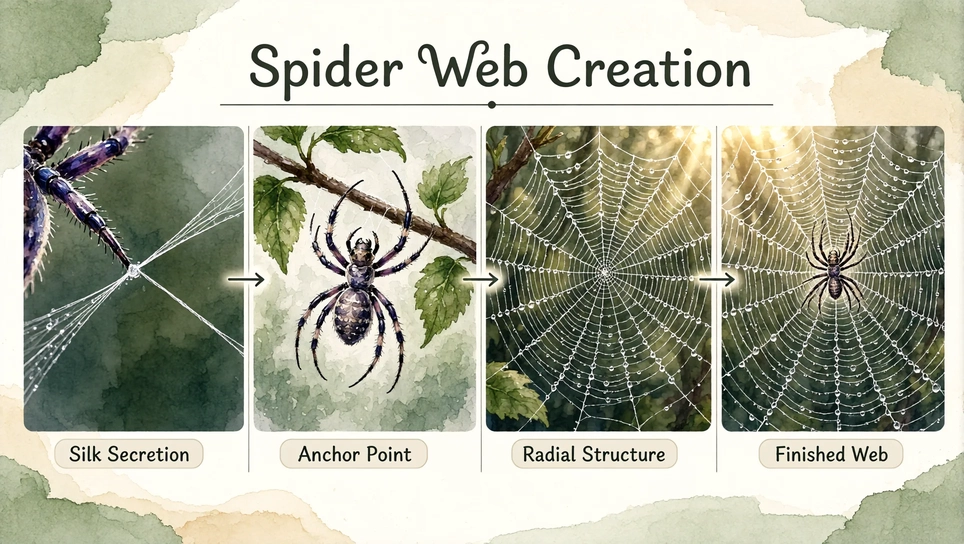 Spider Web Creation
Silk Secretion
Anchor Point
Radial Structure
Finished Web